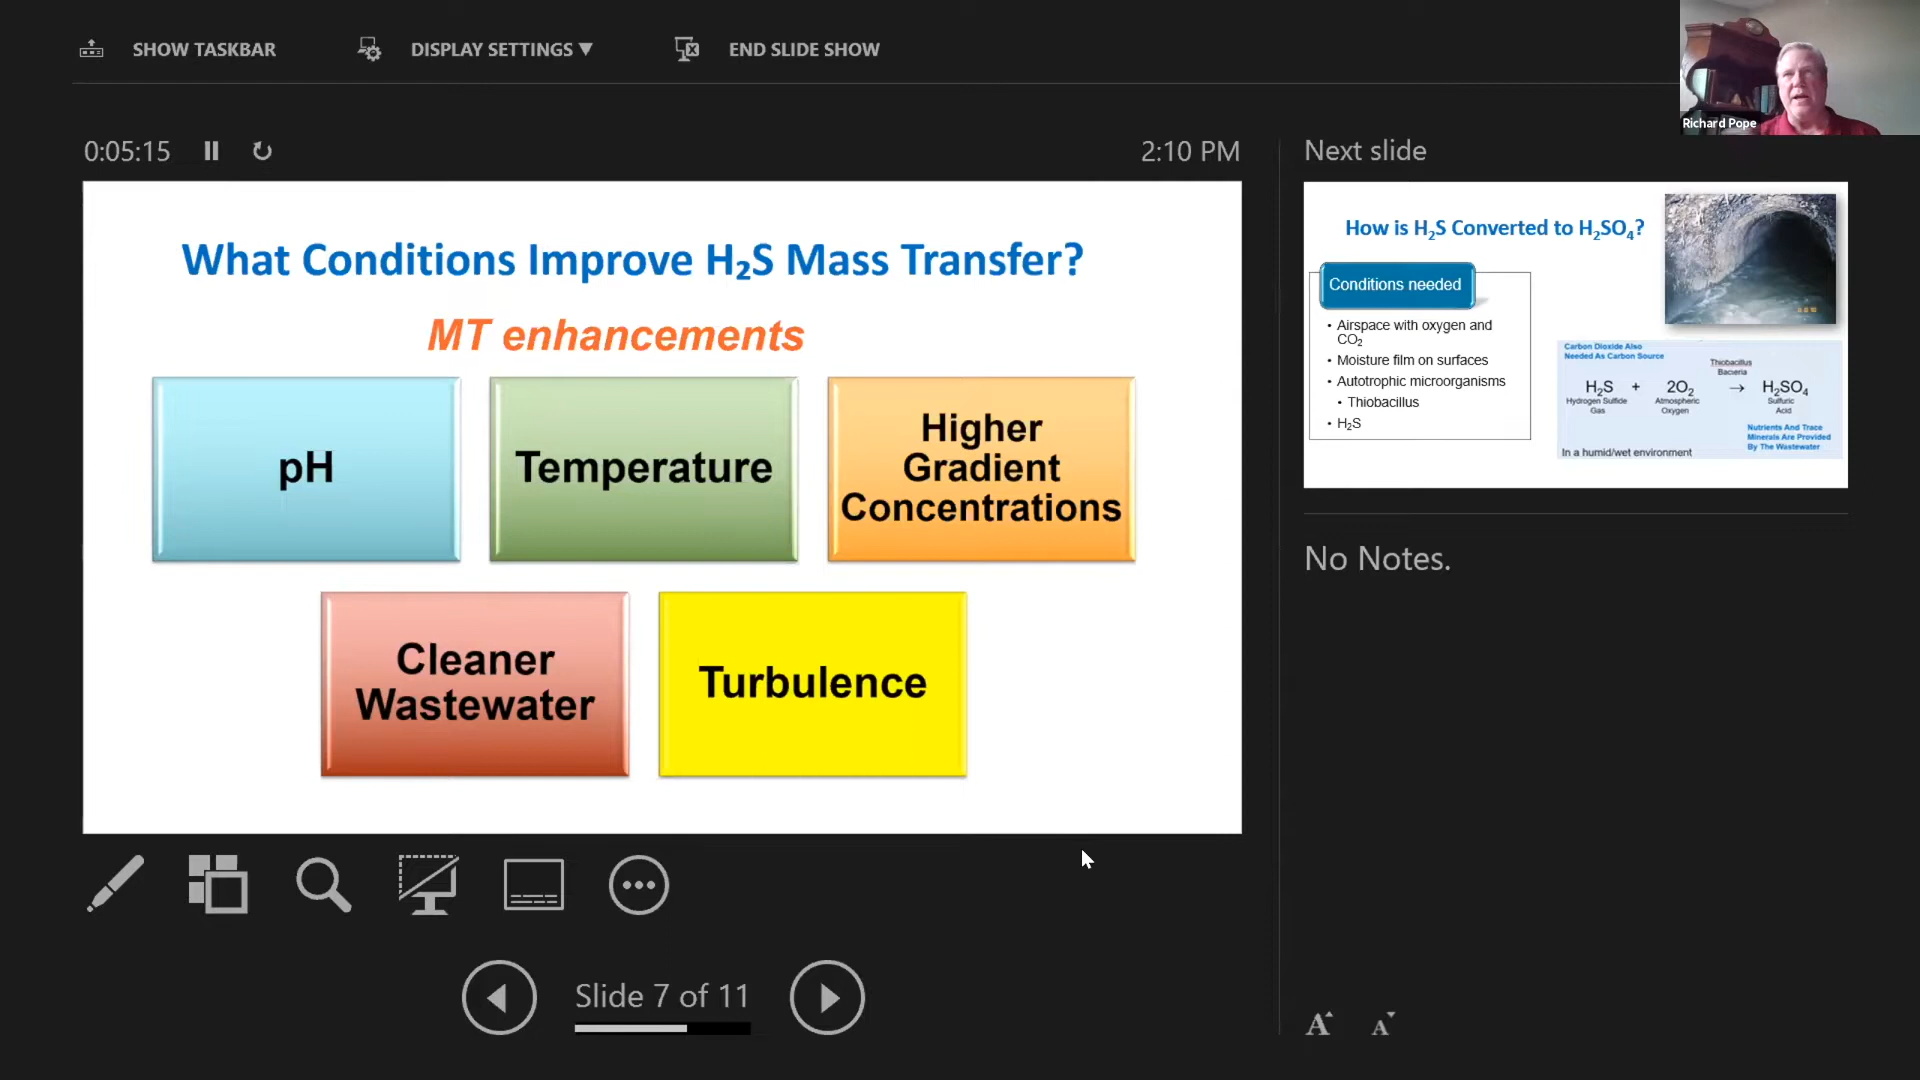 SHOW TASKBAR
DISPLAY SETTINGS ▼
END SLIDE SHOW
Richard Pope
0:05:15
2:10 PM
Next slide
What Conditions Improve H₂S Mass Transfer?
MT enhancements
pH
Temperature
Higher
Gradient
Concentrations
Cleaner
Wastewater
Turbulence
How is H₂S Converted to H₂SO₄?
Conditions needed
• Airspace with oxygen and
CO₂
• Moisture film on surfaces
• Autotrophic microorganisms
• Thiobacillus
• H₂S
Carbon Dioxide Also
Needed As Carbon Source
Thiobacillus
Bacteria
H₂S + 2O₂ → H₂SO₄
Hydrogen Sulfide
Gas
Atmospheric
Oxygen
Sulfuric
Acid
Nutrients And Trace
Minerals Are Provided
By The Wastewater
In a humid/wet environment
No Notes.
Slide 7 of 11
A
A